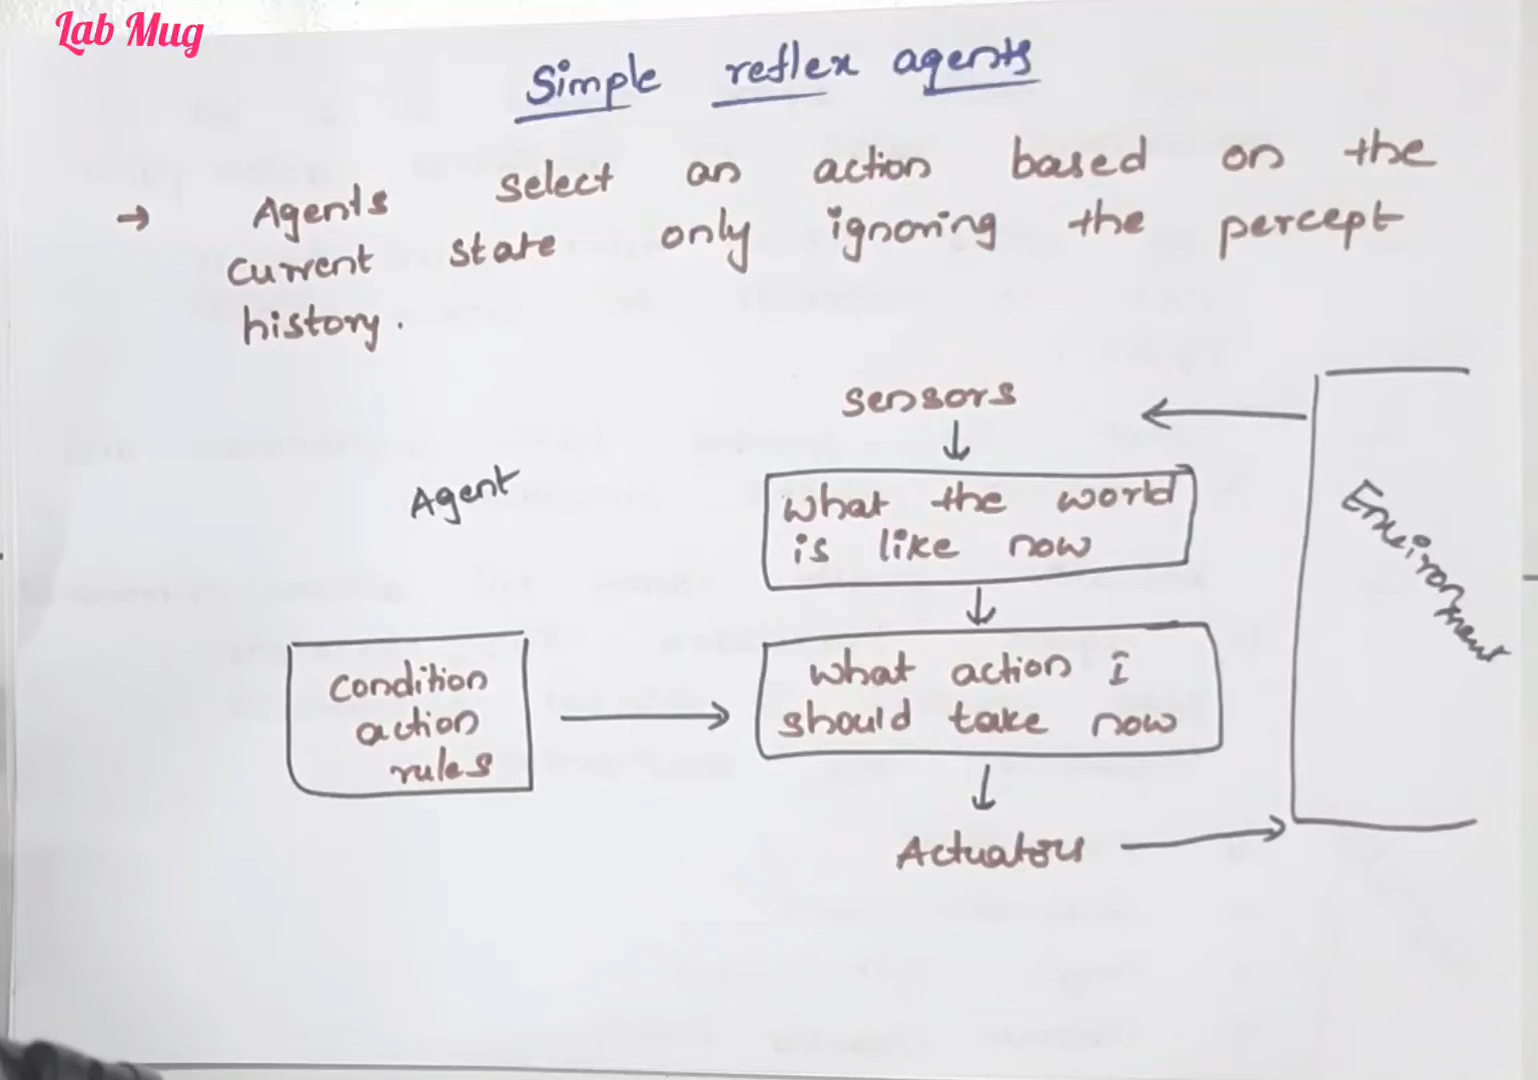 Lab Mug
Simple reflex agents
→ Agents select an action based on the
current state only ignoring the percept
history.
Sensors
Agent
What the world
is like now
Environment
Condition
action
rules
What action I
should take now
Actuators